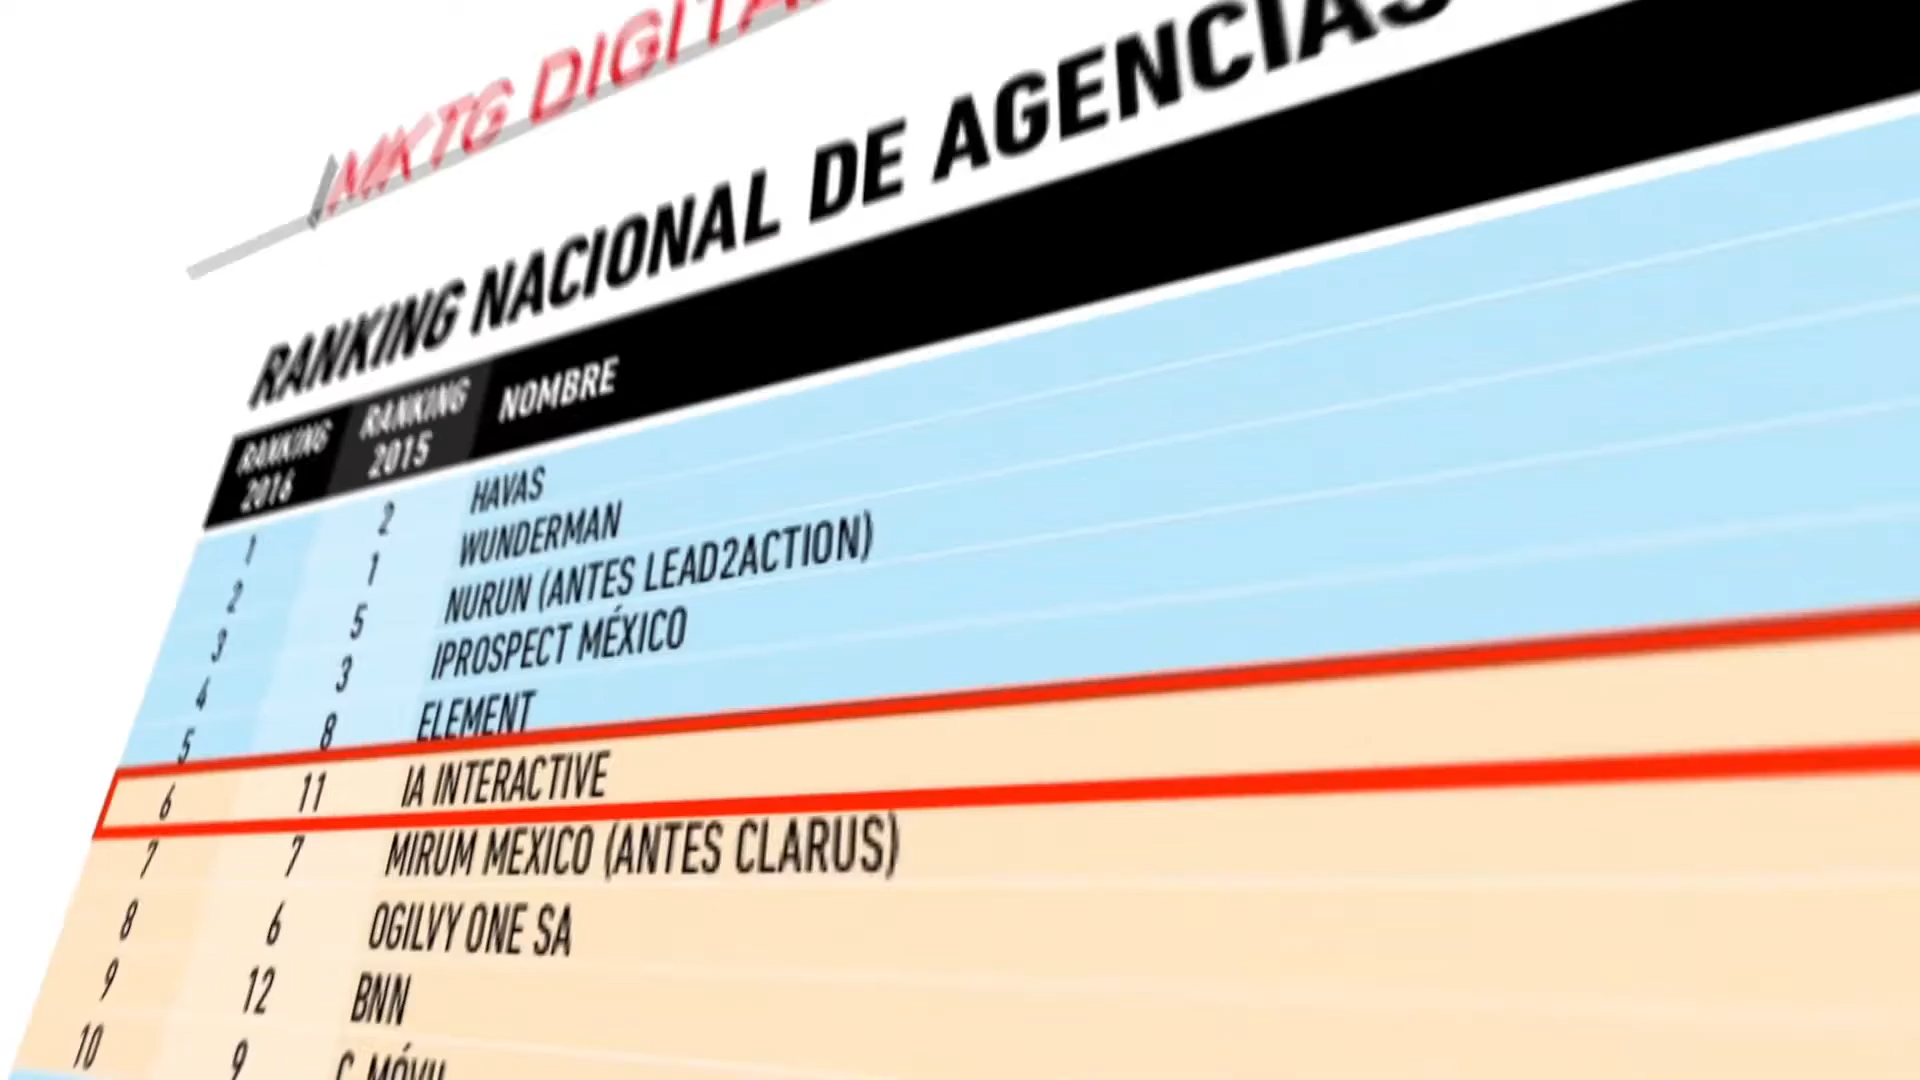 MKTG DIGITAL
RANKING NACIONAL DE AGENCIAS
RANKING 2016 RANKING 2015 NOMBRE
1 2 HAVAS
2 1 WUNDERMAN
3 5 NURUN (ANTES LEAD2ACTION)
4 3 IPROSPECT MÉXICO
5 8 ELEMENT
6 11 IA INTERACTIVE
7 7 MIRUM MEXICO (ANTES CLARUS)
8 6 OGILVY ONE SA
9 12 BNN
10 9 C MÓVIL